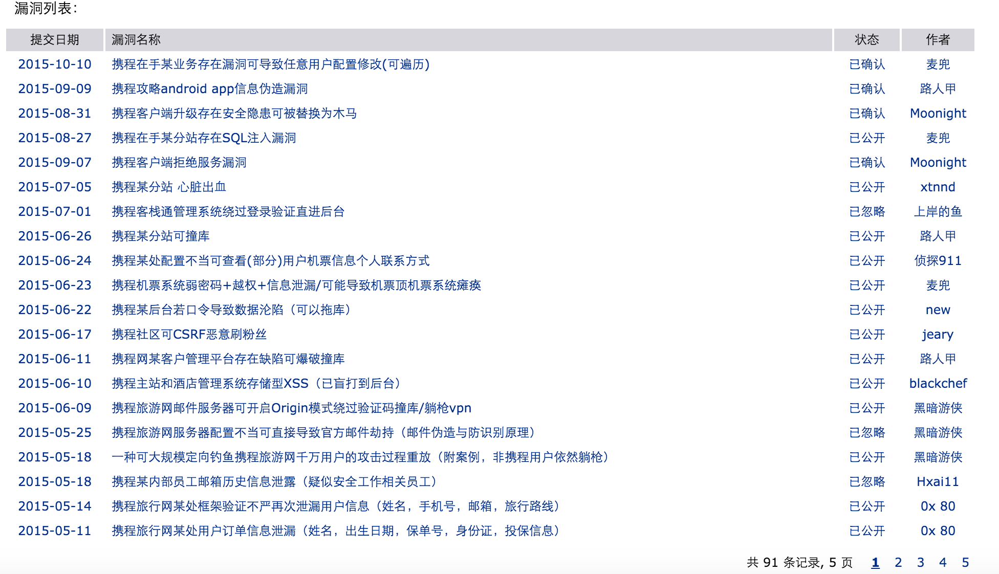 漏洞列表：
提交日期 漏洞名称 状态 作者
2015-10-10 携程在手某业务存在漏洞可导致任意用户配置修改(可遍历) 已确认 麦兜
2015-09-09 携程攻略android app信息伪造漏洞 已确认 路人甲
2015-08-31 携程客户端升级存在安全隐患可被替换为木马 已确认 Moonight
2015-08-27 携程在手某分站存在SQL注入漏洞 已公开 麦兜
2015-09-07 携程客户端拒绝服务漏洞 已确认 Moonight
2015-07-05 携程某分站 心脏出血 已公开 xtnnd
2015-07-01 携程客栈通管理系统绕过登录验证直进后台 已忽略 上岸的鱼
2015-06-26 携程某分站可撞库 已公开 路人甲
2015-06-24 携程某处配置不当可查看(部分)用户机票信息个人联系方式 已公开 侦探911
2015-06-23 携程机票系统弱密码+越权+信息泄漏/可能导致机票顶机票系统瘫痪 已公开 麦兜
2015-06-22 携程某后台若口令导致数据沦陷（可以拖库） 已公开 new
2015-06-17 携程社区可CSRF恶意刷粉丝 已公开 jeary
2015-06-11 携程网某客户管理平台存在缺陷可爆破撞库 已公开 路人甲
2015-06-10 携程主站和酒店管理系统存储型XSS（已盲打到后台） 已公开 blackchef
2015-06-09 携程旅游网邮件服务器可开启Origin模式绕过验证码撞库/躺枪vpn 已公开 黑暗游侠
2015-05-25 携程旅游网服务器配置不当可直接导致官方邮件劫持（邮件伪造与防识别原理） 已忽略 黑暗游侠
2015-05-18 一种可大规模定向钓鱼携程旅游网千万用户的攻击过程重放（附案例，非携程用户依然躺枪） 已公开 黑暗游侠
2015-05-18 携程某内部员工邮箱历史信息泄露（疑似安全工作相关员工） 已忽略 Hxai11
2015-05-14 携程旅行网某处框架验证不严再次泄漏用户信息（姓名，手机号，邮箱，旅行路线） 已公开 0x 80
2015-05-11 携程旅行网某处用户订单信息泄漏（姓名，出生日期，保单号，身份证，投保信息） 已公开 0x 80
共 91 条记录, 5 页 1 2 3 4 5